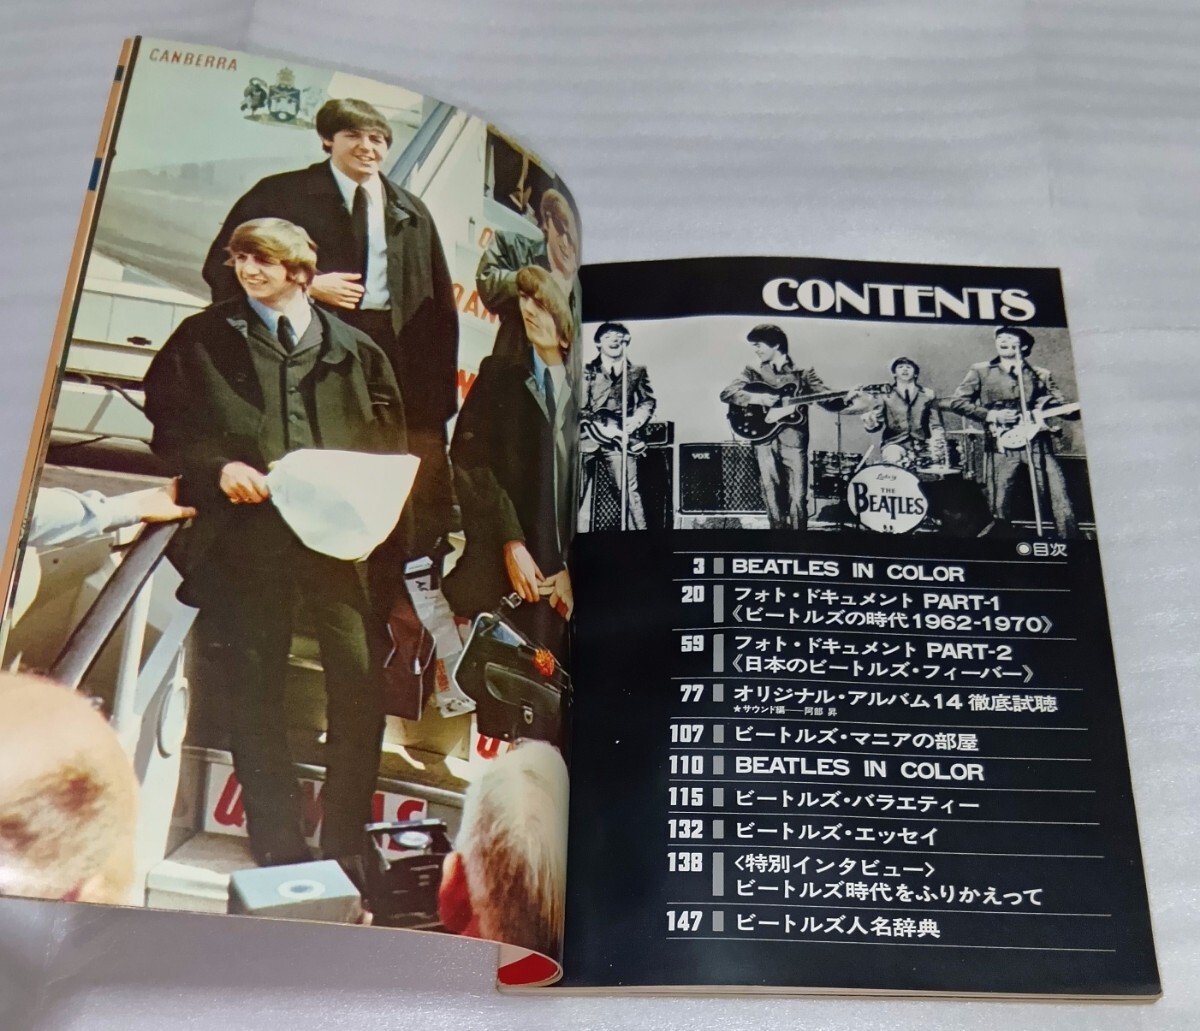 CANBERRA
CONTENTS
VOX
Ludwig
THE
BEATLES
◉目次
3 BEATLES IN COLOR
20 フォト・ドキュメント PART-1
《ビートルズの時代1962-1970》
59 フォト・ドキュメント PART-2
《日本のビートルズ・フィーバー》
77 オリジナル・アルバム14 徹底試聴
★サウンド編——阿部 昇
107 ビートルズ・マニアの部屋
110 BEATLES IN COLOR
115 ビートルズ・バラエティー
132 ビートルズ・エッセイ
138 〈特別インタビュー〉
ビートルズ時代をふりかえって
147 ビートルズ人名辞典